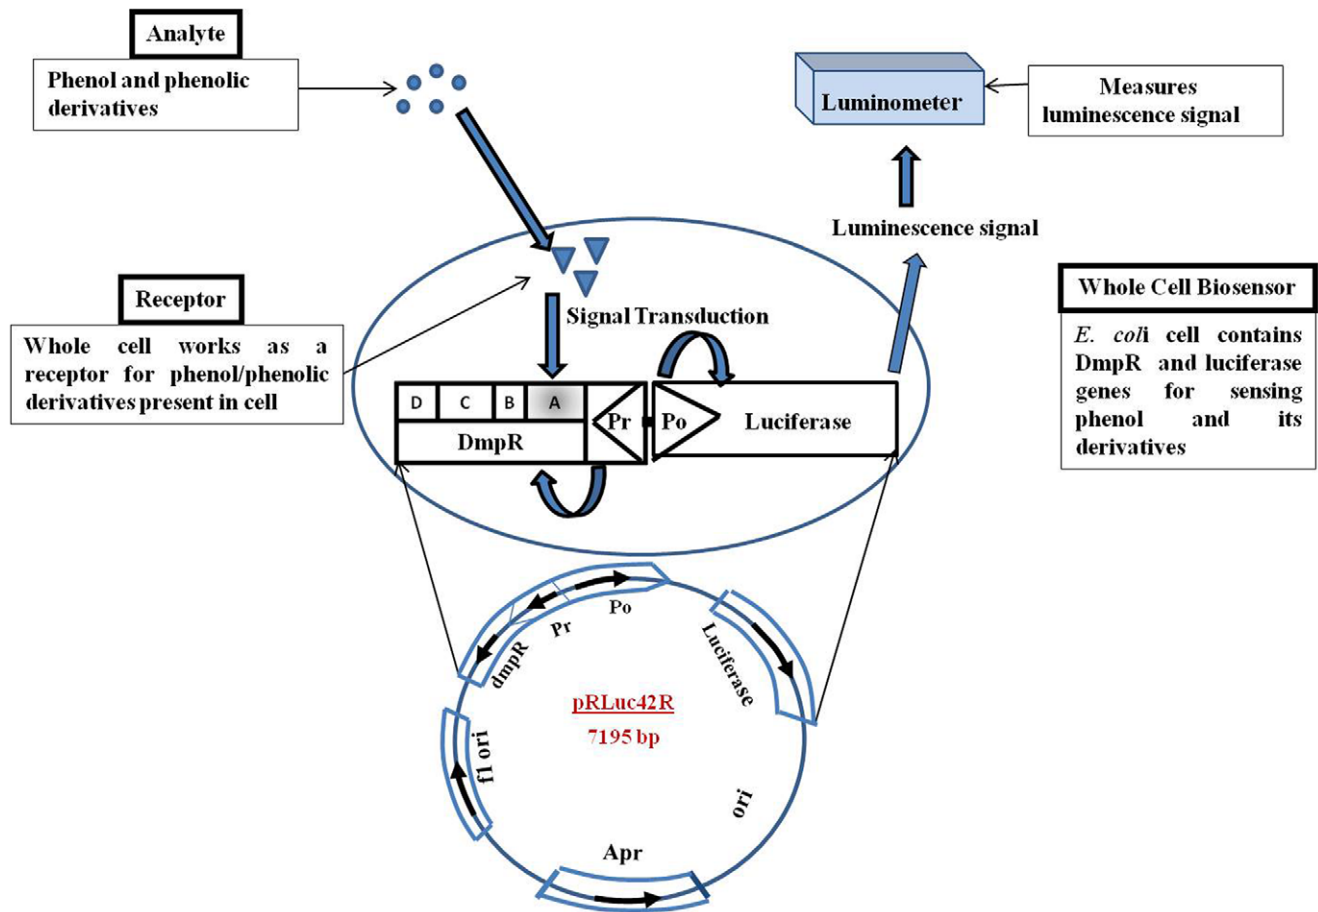 Analyte
Phenol and phenolic
derivatives
Luminometer
Measures
luminescence signal
Luminescence signal
Receptor
Whole cell works as a
receptor for phenol/phenolic
derivatives present in cell
Signal Transduction
D C B A
DmpR
Pr
Po
Luciferase
Whole Cell Biosensor
E. coli cell contains
DmpR and luciferase
genes for sensing
phenol and its
derivatives
Po
Pr
dmpR
Luciferase
pRLuc42R
7195 bp
f1 ori
ori
Apr